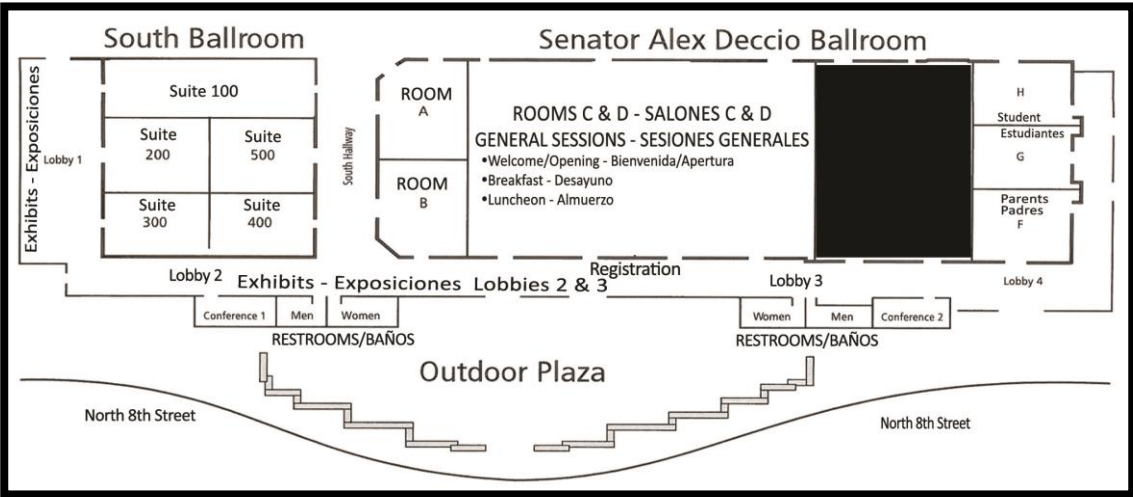 South Ballroom
Senator Alex Deccio Ballroom
Exhibits - Exposiciones
Lobby 1
Suite 100
Suite
200
Suite
500
Suite
300
Suite
400
South Hallway
ROOM
A
ROOM
B
ROOMS C & D - SALONES C & D
GENERAL SESSIONS - SESIONES GENERALES
•Welcome/Opening - Bienvenida/Apertura
•Breakfast - Desayuno
•Luncheon - Almuerzo
H
Student
Estudiantes
G
Parents
Padres
F
Lobby 2
Exhibits - Exposiciones Lobbies 2 & 3
Registration
Lobby 3
Lobby 4
Conference 1
Men
Women
RESTROOMS/BAÑOS
Women
Men
Conference 2
RESTROOMS/BAÑOS
Outdoor Plaza
North 8th Street
North 8th Street